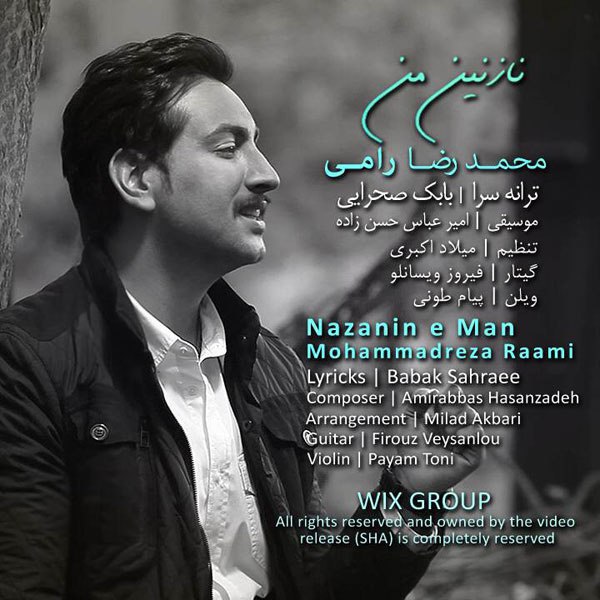 نازنین من
محمد رضا رامی
ترانه سرا | بابک صحرایی
موسیقی | امیر عباس حسن زاده
تنظیم | میلاد اکبری
گیتار | فیروز ویسانلو
ویلن | پیام طونی
Nazanin e Man
Mohammadreza Raami
Lyricks | Babak Sahraee
Composer | Amirabbas Hasanzadeh
Arrangement | Milad Akbari
Guitar | Firouz Veysanlou
Violin | Payam Toni
WIX GROUP
All rights reserved and owned by the video
release (SHA) is completely reserved